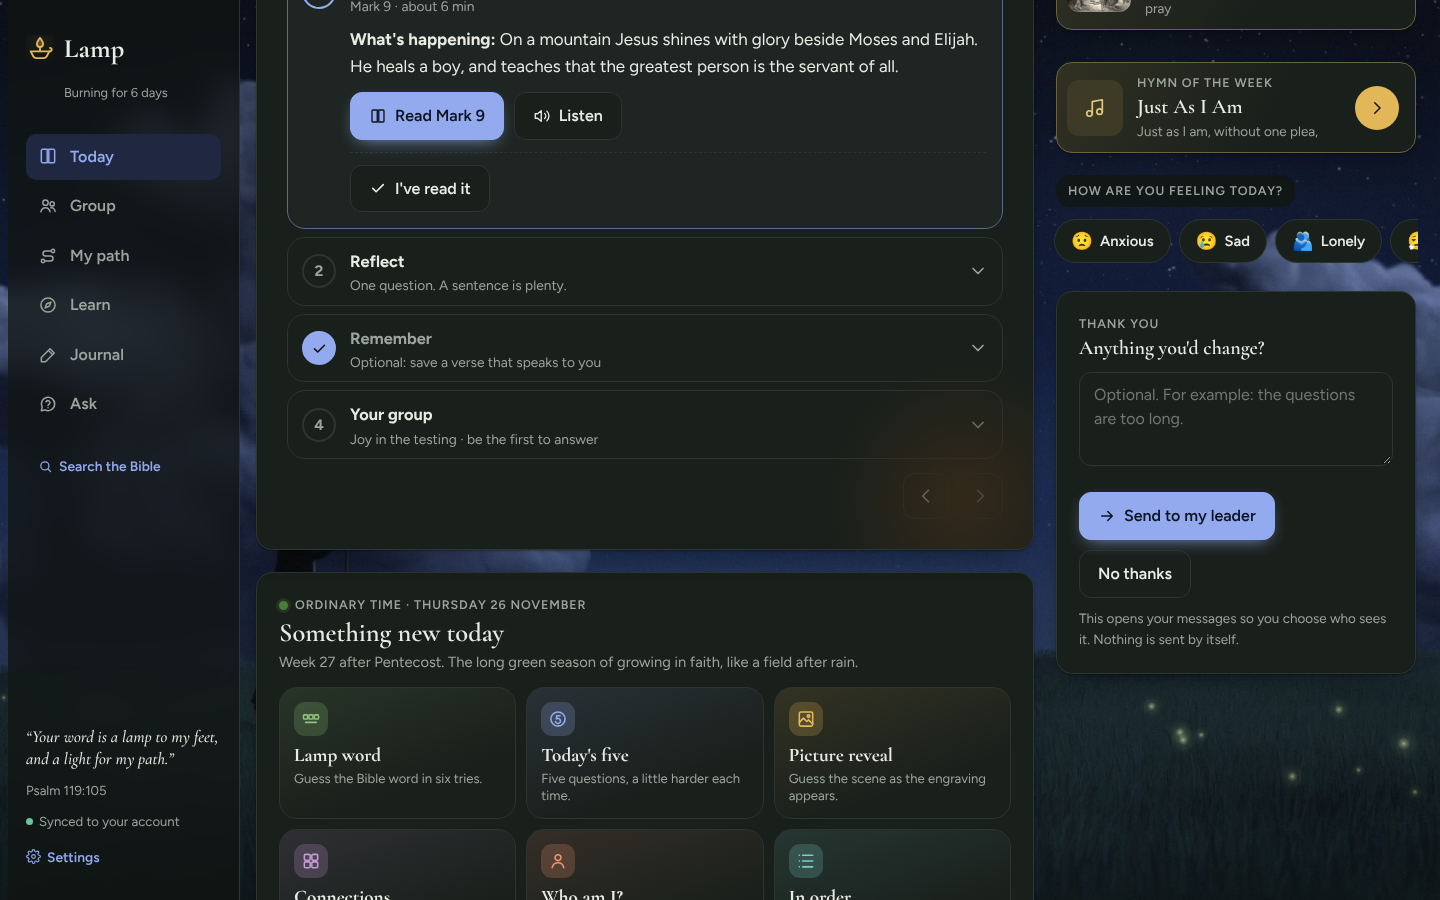 Lamp
Burning for 6 days
Today
Group
My path
Learn
Journal
Ask
Search the Bible
“Your word is a lamp to my feet,
and a light for my path.”
Psalm 119:105
Synced to your account
Settings
Mark 9 · about 6 min
What's happening: On a mountain Jesus shines with glory beside Moses and Elijah.
He heals a boy, and teaches that the greatest person is the servant of all.
Read Mark 9
Listen
I've read it
2
Reflect
One question. A sentence is plenty.
Remember
Optional: save a verse that speaks to you
4
Your group
Joy in the testing · be the first to answer
ORDINARY TIME · THURSDAY 26 NOVEMBER
Something new today
Week 27 after Pentecost. The long green season of growing in faith, like a field after rain.
Lamp word
Guess the Bible word in six tries.
5
Today's five
Five questions, a little harder each
time.
Picture reveal
Guess the scene as the engraving
appears.
Connections
Who am I?
In order
pray
HYMN OF THE WEEK
Just As I Am
Just as I am, without one plea,
HOW ARE YOU FEELING TODAY?
Anxious
Sad
Lonely
THANK YOU
Anything you'd change?
Optional. For example: the questions
are too long.
Send to my leader
No thanks
This opens your messages so you choose who sees
it. Nothing is sent by itself.